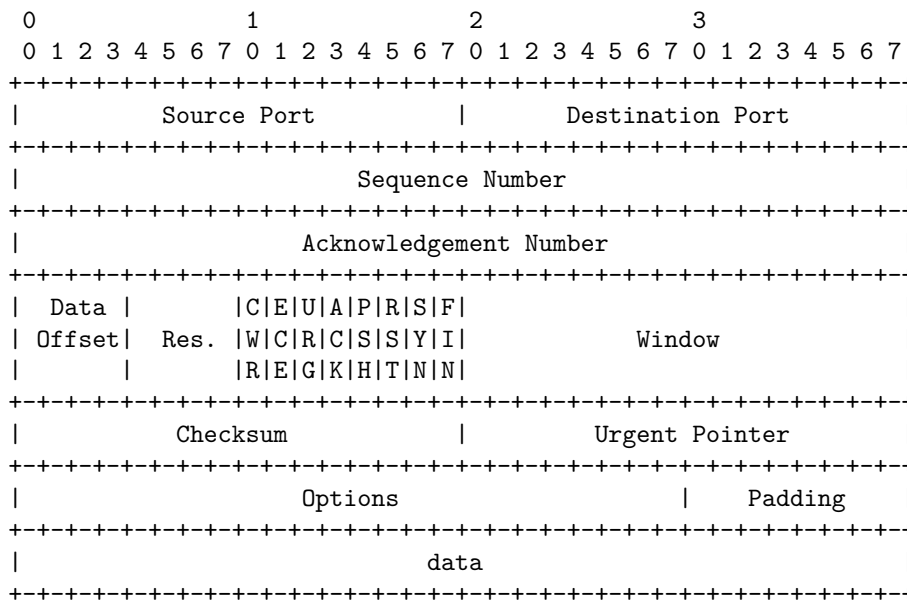 0                   1                   2                   3
0 1 2 3 4 5 6 7 0 1 2 3 4 5 6 7 0 1 2 3 4 5 6 7 0 1 2 3 4 5 6 7
+-+-+-+-+-+-+-+-+-+-+-+-+-+-+-+-+-+-+-+-+-+-+-+-+-+-+-+-+-+-+-+-
|          Source Port          |       Destination Port
+-+-+-+-+-+-+-+-+-+-+-+-+-+-+-+-+-+-+-+-+-+-+-+-+-+-+-+-+-+-+-+-
|                        Sequence Number
+-+-+-+-+-+-+-+-+-+-+-+-+-+-+-+-+-+-+-+-+-+-+-+-+-+-+-+-+-+-+-+-
|                    Acknowledgement Number
+-+-+-+-+-+-+-+-+-+-+-+-+-+-+-+-+-+-+-+-+-+-+-+-+-+-+-+-+-+-+-+-
|  Data |       |C|E|U|A|P|R|S|F|
| Offset|  Res. |W|C|R|C|S|S|Y|I|            Window
|       |       |R|E|G|K|H|T|N|N|
+-+-+-+-+-+-+-+-+-+-+-+-+-+-+-+-+-+-+-+-+-+-+-+-+-+-+-+-+-+-+-+-
|           Checksum            |         Urgent Pointer
+-+-+-+-+-+-+-+-+-+-+-+-+-+-+-+-+-+-+-+-+-+-+-+-+-+-+-+-+-+-+-+-
|                    Options                    |    Padding
+-+-+-+-+-+-+-+-+-+-+-+-+-+-+-+-+-+-+-+-+-+-+-+-+-+-+-+-+-+-+-+-
|                             data
+-+-+-+-+-+-+-+-+-+-+-+-+-+-+-+-+-+-+-+-+-+-+-+-+-+-+-+-+-+-+-+-